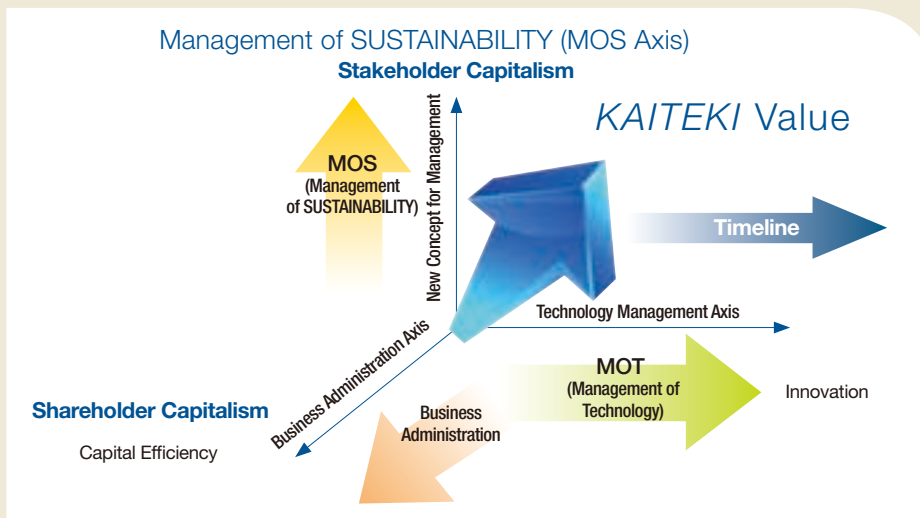 Management of SUSTAINABILITY (MOS Axis)
Stakeholder Capitalism
KAITEKI Value
New Concept for Management
MOS
(Management
of SUSTAINABILITY)
Timeline
Technology Management Axis
Business Administration Axis
MOT
(Management of
Technology)
Innovation
Shareholder Capitalism
Capital Efficiency
Business
Administration